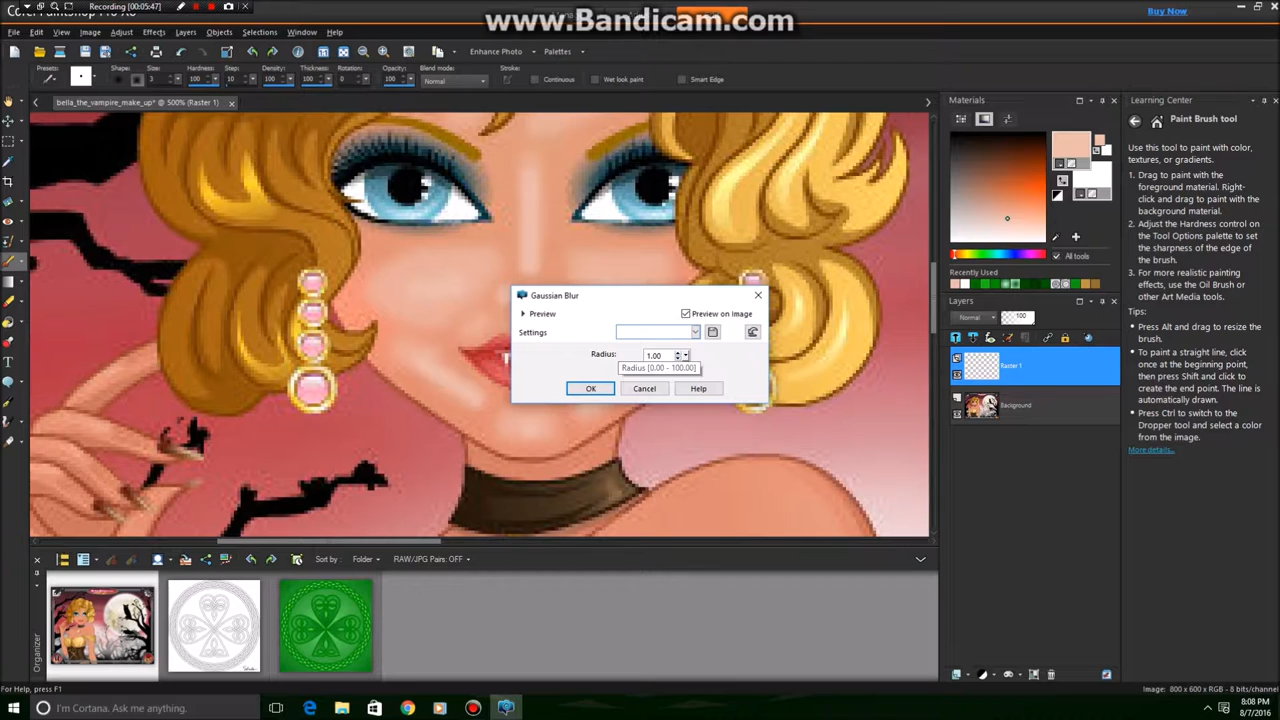 Corel PaintShop Pro X8
Recording [00:05:47]
www.Bandicam.com
Buy Now
File Edit View Image Adjust Effects Layers Objects Selections Window Help
Enhance Photo Palettes
Presets: Shape: Size: Hardness: Step: Density: Thickness: Rotation: Opacity: Blend mode: Stroke:
3 100 10 100 100 0 100 Normal Continuous Wet look paint Smart Edge
bella_the_vampire_make_up* @ 500% (Raster 1)
Materials
All tools
Recently Used
Layers
Normal 100
Raster 1
Background
Learning Center
Paint Brush tool
Use this tool to paint with color,
textures, or gradients.
1. Drag to paint with the
foreground material. Right-
click and drag to paint with the
background material.
2. Adjust the Hardness control on
the Tool Options palette to set
the sharpness of the edge of
the brush.
3. For more realistic painting
effects, use the Oil Brush or
other Art Media tools.
Tips:
• Press Alt and drag to resize the
brush.
• To paint a straight line, click
once at the beginning point,
then press Shift and click to
create the end point. The line is
automatically drawn.
• Press Ctrl to switch to the
Dropper tool and select a color
from the image.
More details...
Gaussian Blur
Preview
Preview on Image
Settings
Radius: 1.00
Radius [0.00 - 100.00]
OK Cancel Help
Sort by: Folder RAW/JPG Pairs: OFF
Organizer
For Help, press F1
Image: 800 x 600 x RGB - 8 bits/channel
I'm Cortana. Ask me anything.
8:08 PM
8/7/2016